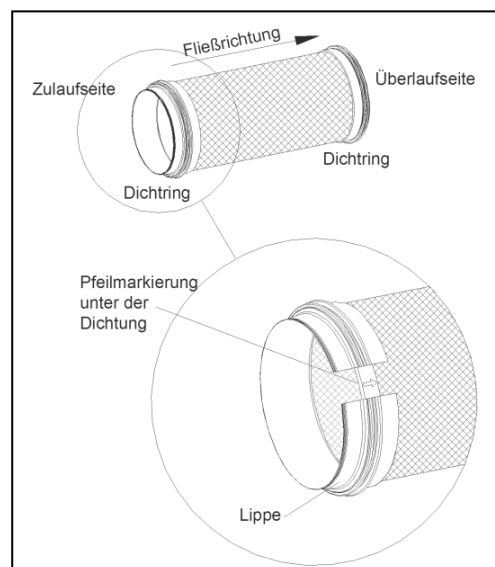 Fließrichtung
Zulaufseite
Überlaufseite
Dichtring
Dichtring
Pfeilmarkierung
unter der
Dichtung
Lippe